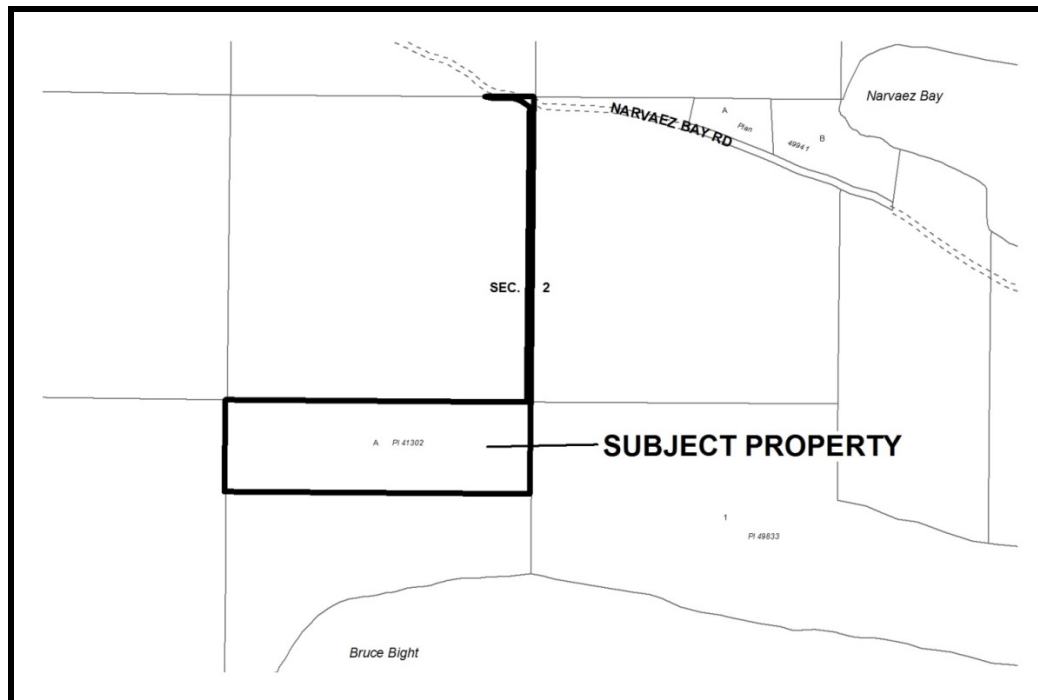 Narvaez Bay
NARVAEZ BAY RD
A
Plan
B
49941
SEC. 2
A Pl 41302
SUBJECT PROPERTY
1
Pl 49833
Bruce Bight